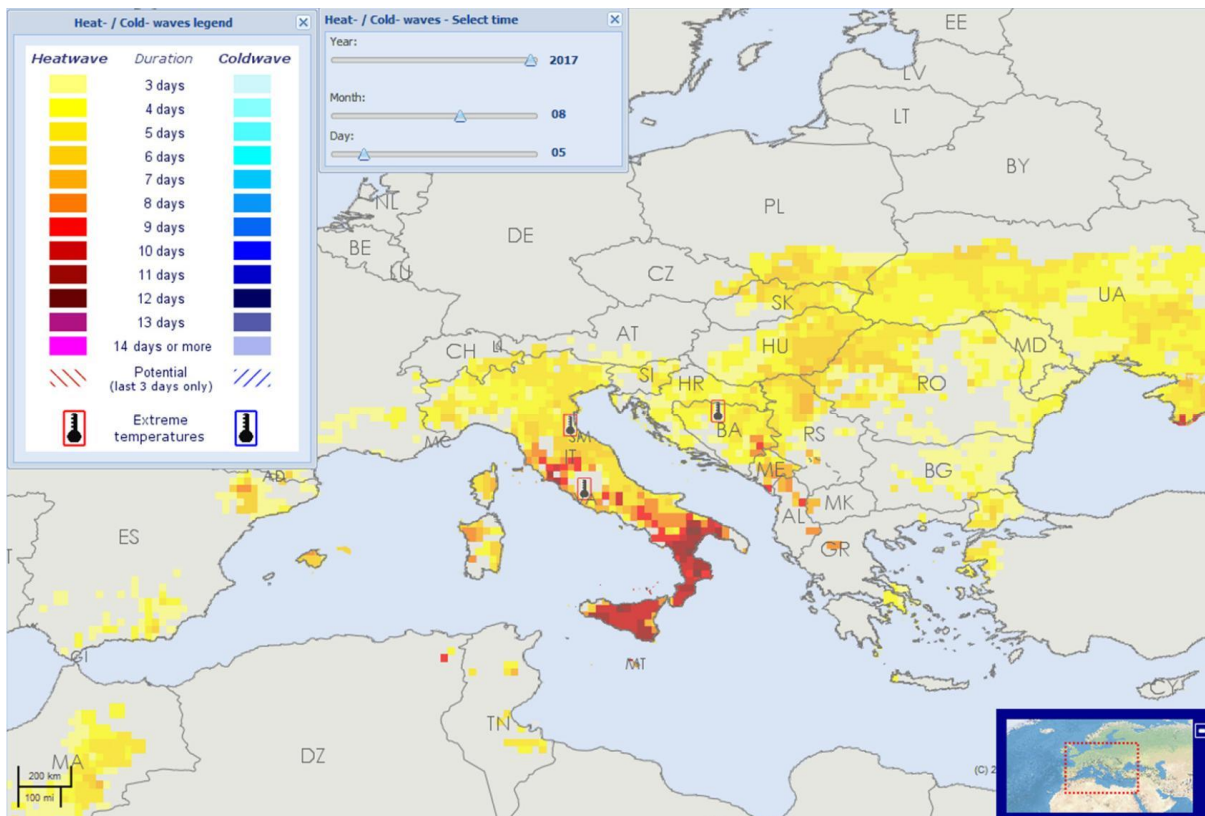 Heat- / Cold- waves legend
Heatwave Duration Coldwave
3 days
4 days
5 days
6 days
7 days
8 days
9 days
10 days
11 days
12 days
13 days
14 days or more
Potential
(last 3 days only)
Extreme
temperatures
Heat- / Cold- waves - Select time
Year:
2017
Month:
08
Day:
05
EE
LV
LT
BY
NL
PL
DE
BE
LU
CZ
UA
SK
AT
MD
CH
LI
HU
SI
HR
RO
BA
RS
MC
SM
IT
ME
BG
AD
MK
AL
ES
GR
GI
MT
CY
TN
MA
DZ
200 km
100 mi
(C) 2